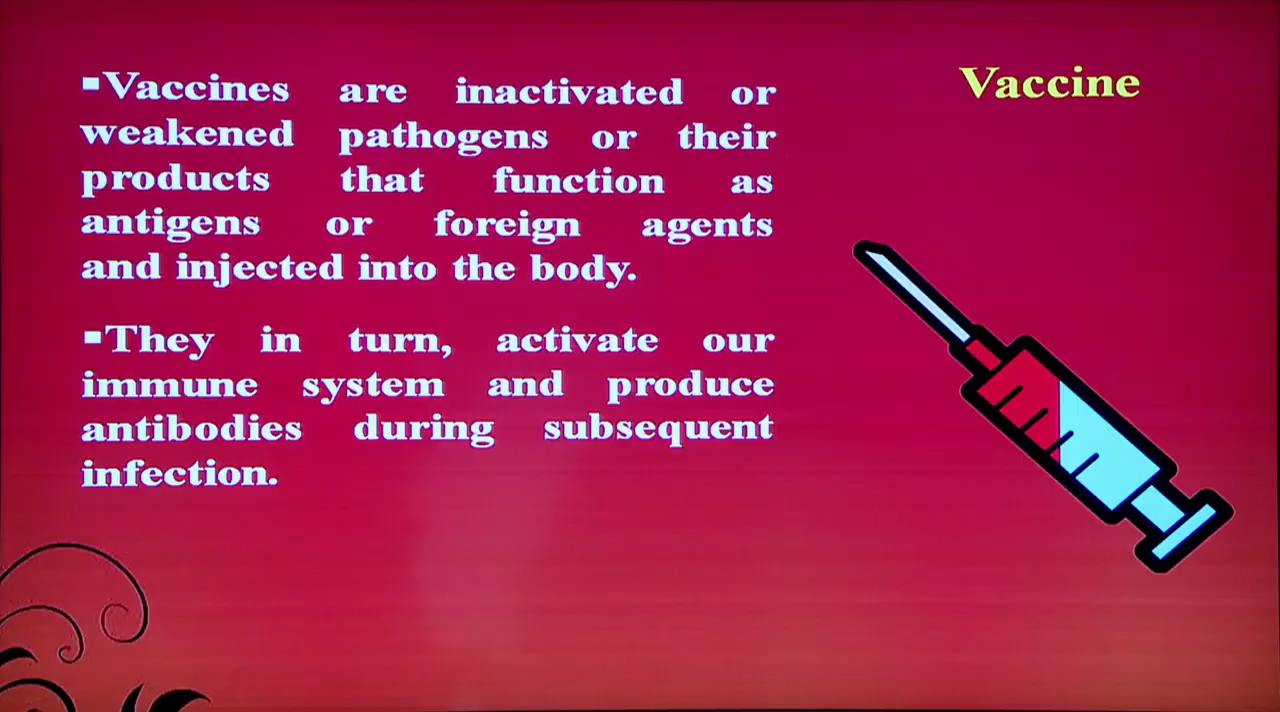 Vaccine
▪Vaccines are inactivated or
weakened pathogens or their
products that function as
antigens or foreign agents
and injected into the body.
▪They in turn, activate our
immune system and produce
antibodies during subsequent
infection.